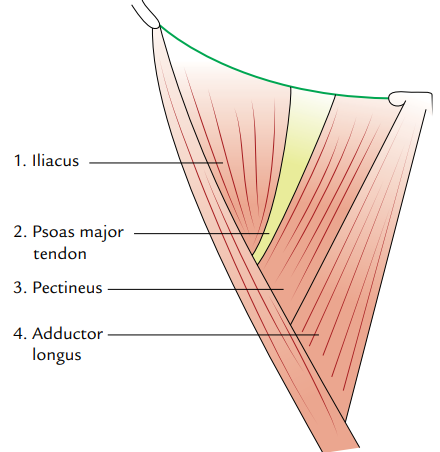 1. Iliacus
2. Psoas major
tendon
3. Pectineus
4. Adductor
longus